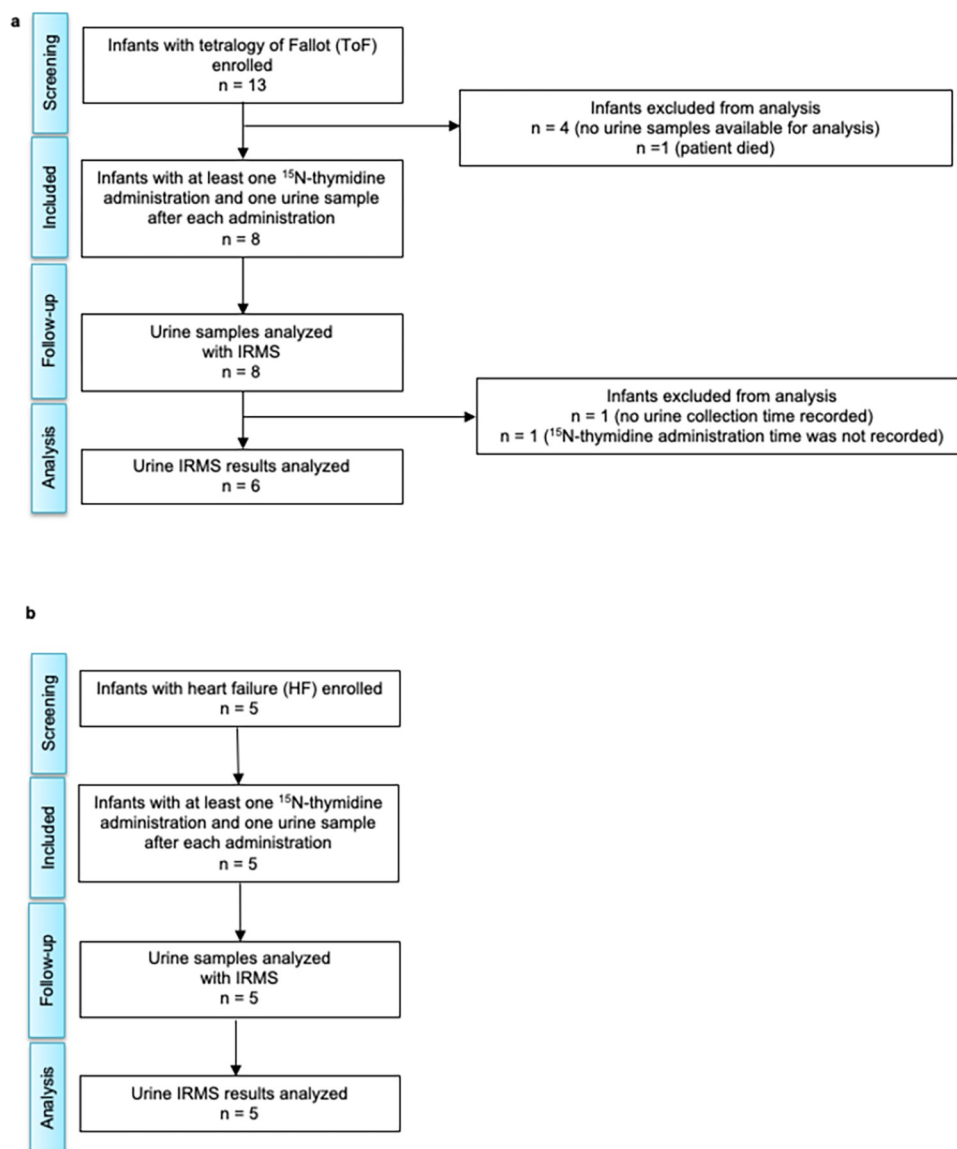 a
Screening
Infants with tetralogy of Fallot (ToF)
enrolled
n = 13
Infants excluded from analysis
n = 4 (no urine samples available for analysis)
n =1 (patient died)
Included
Infants with at least one ¹⁵N-thymidine
administration and one urine sample
after each administration
n = 8
Follow-up
Urine samples analyzed
with IRMS
n = 8
Infants excluded from analysis
n = 1 (no urine collection time recorded)
n = 1 (¹⁵N-thymidine administration time was not recorded)
Analysis
Urine IRMS results analyzed
n = 6
b
Screening
Infants with heart failure (HF) enrolled
n = 5
Included
Infants with at least one ¹⁵N-thymidine
administration and one urine sample
after each administration
n = 5
Follow-up
Urine samples analyzed
with IRMS
n = 5
Analysis
Urine IRMS results analyzed
n = 5